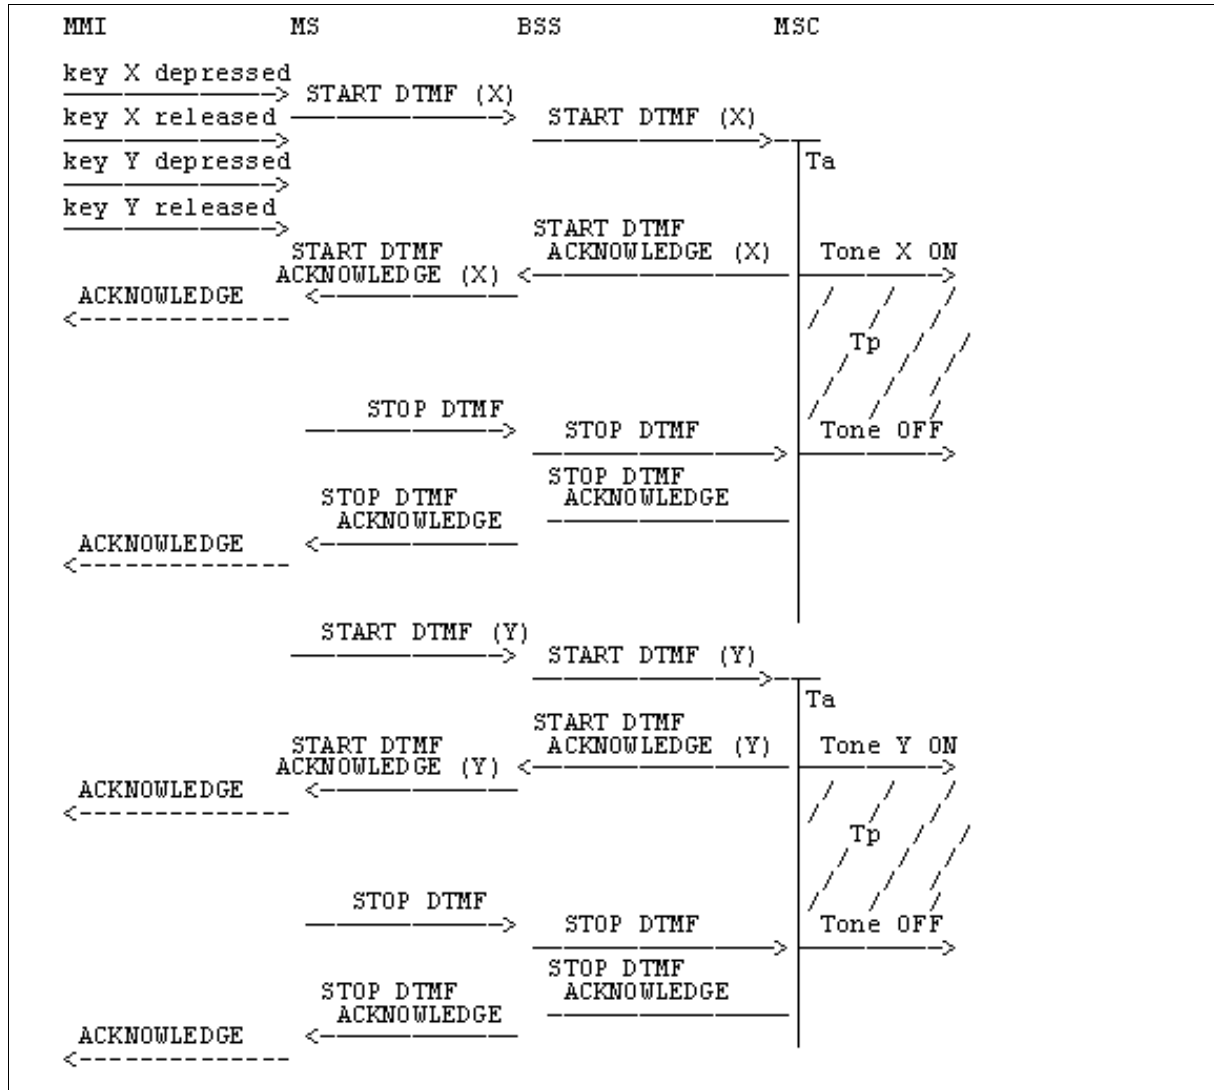 MMI MS BSS MSC
key X depressed
START DTMF (X)
key X released START DTMF (X)
key Y depressed Ta
key Y released
START DTMF
START DTMF ACKNOWLEDGE (X) Tone X ON
ACKNOWLEDGE (X)
ACKNOWLEDGE
Tp
STOP DTMF
STOP DTMF Tone OFF
STOP DTMF
STOP DTMF ACKNOWLEDGE
ACKNOWLEDGE
ACKNOWLEDGE
START DTMF (Y)
START DTMF (Y)
Ta
START DTMF
START DTMF ACKNOWLEDGE (Y) Tone Y ON
ACKNOWLEDGE (Y)
ACKNOWLEDGE
Tp
STOP DTMF
STOP DTMF Tone OFF
STOP DTMF
STOP DTMF ACKNOWLEDGE
ACKNOWLEDGE
ACKNOWLEDGE